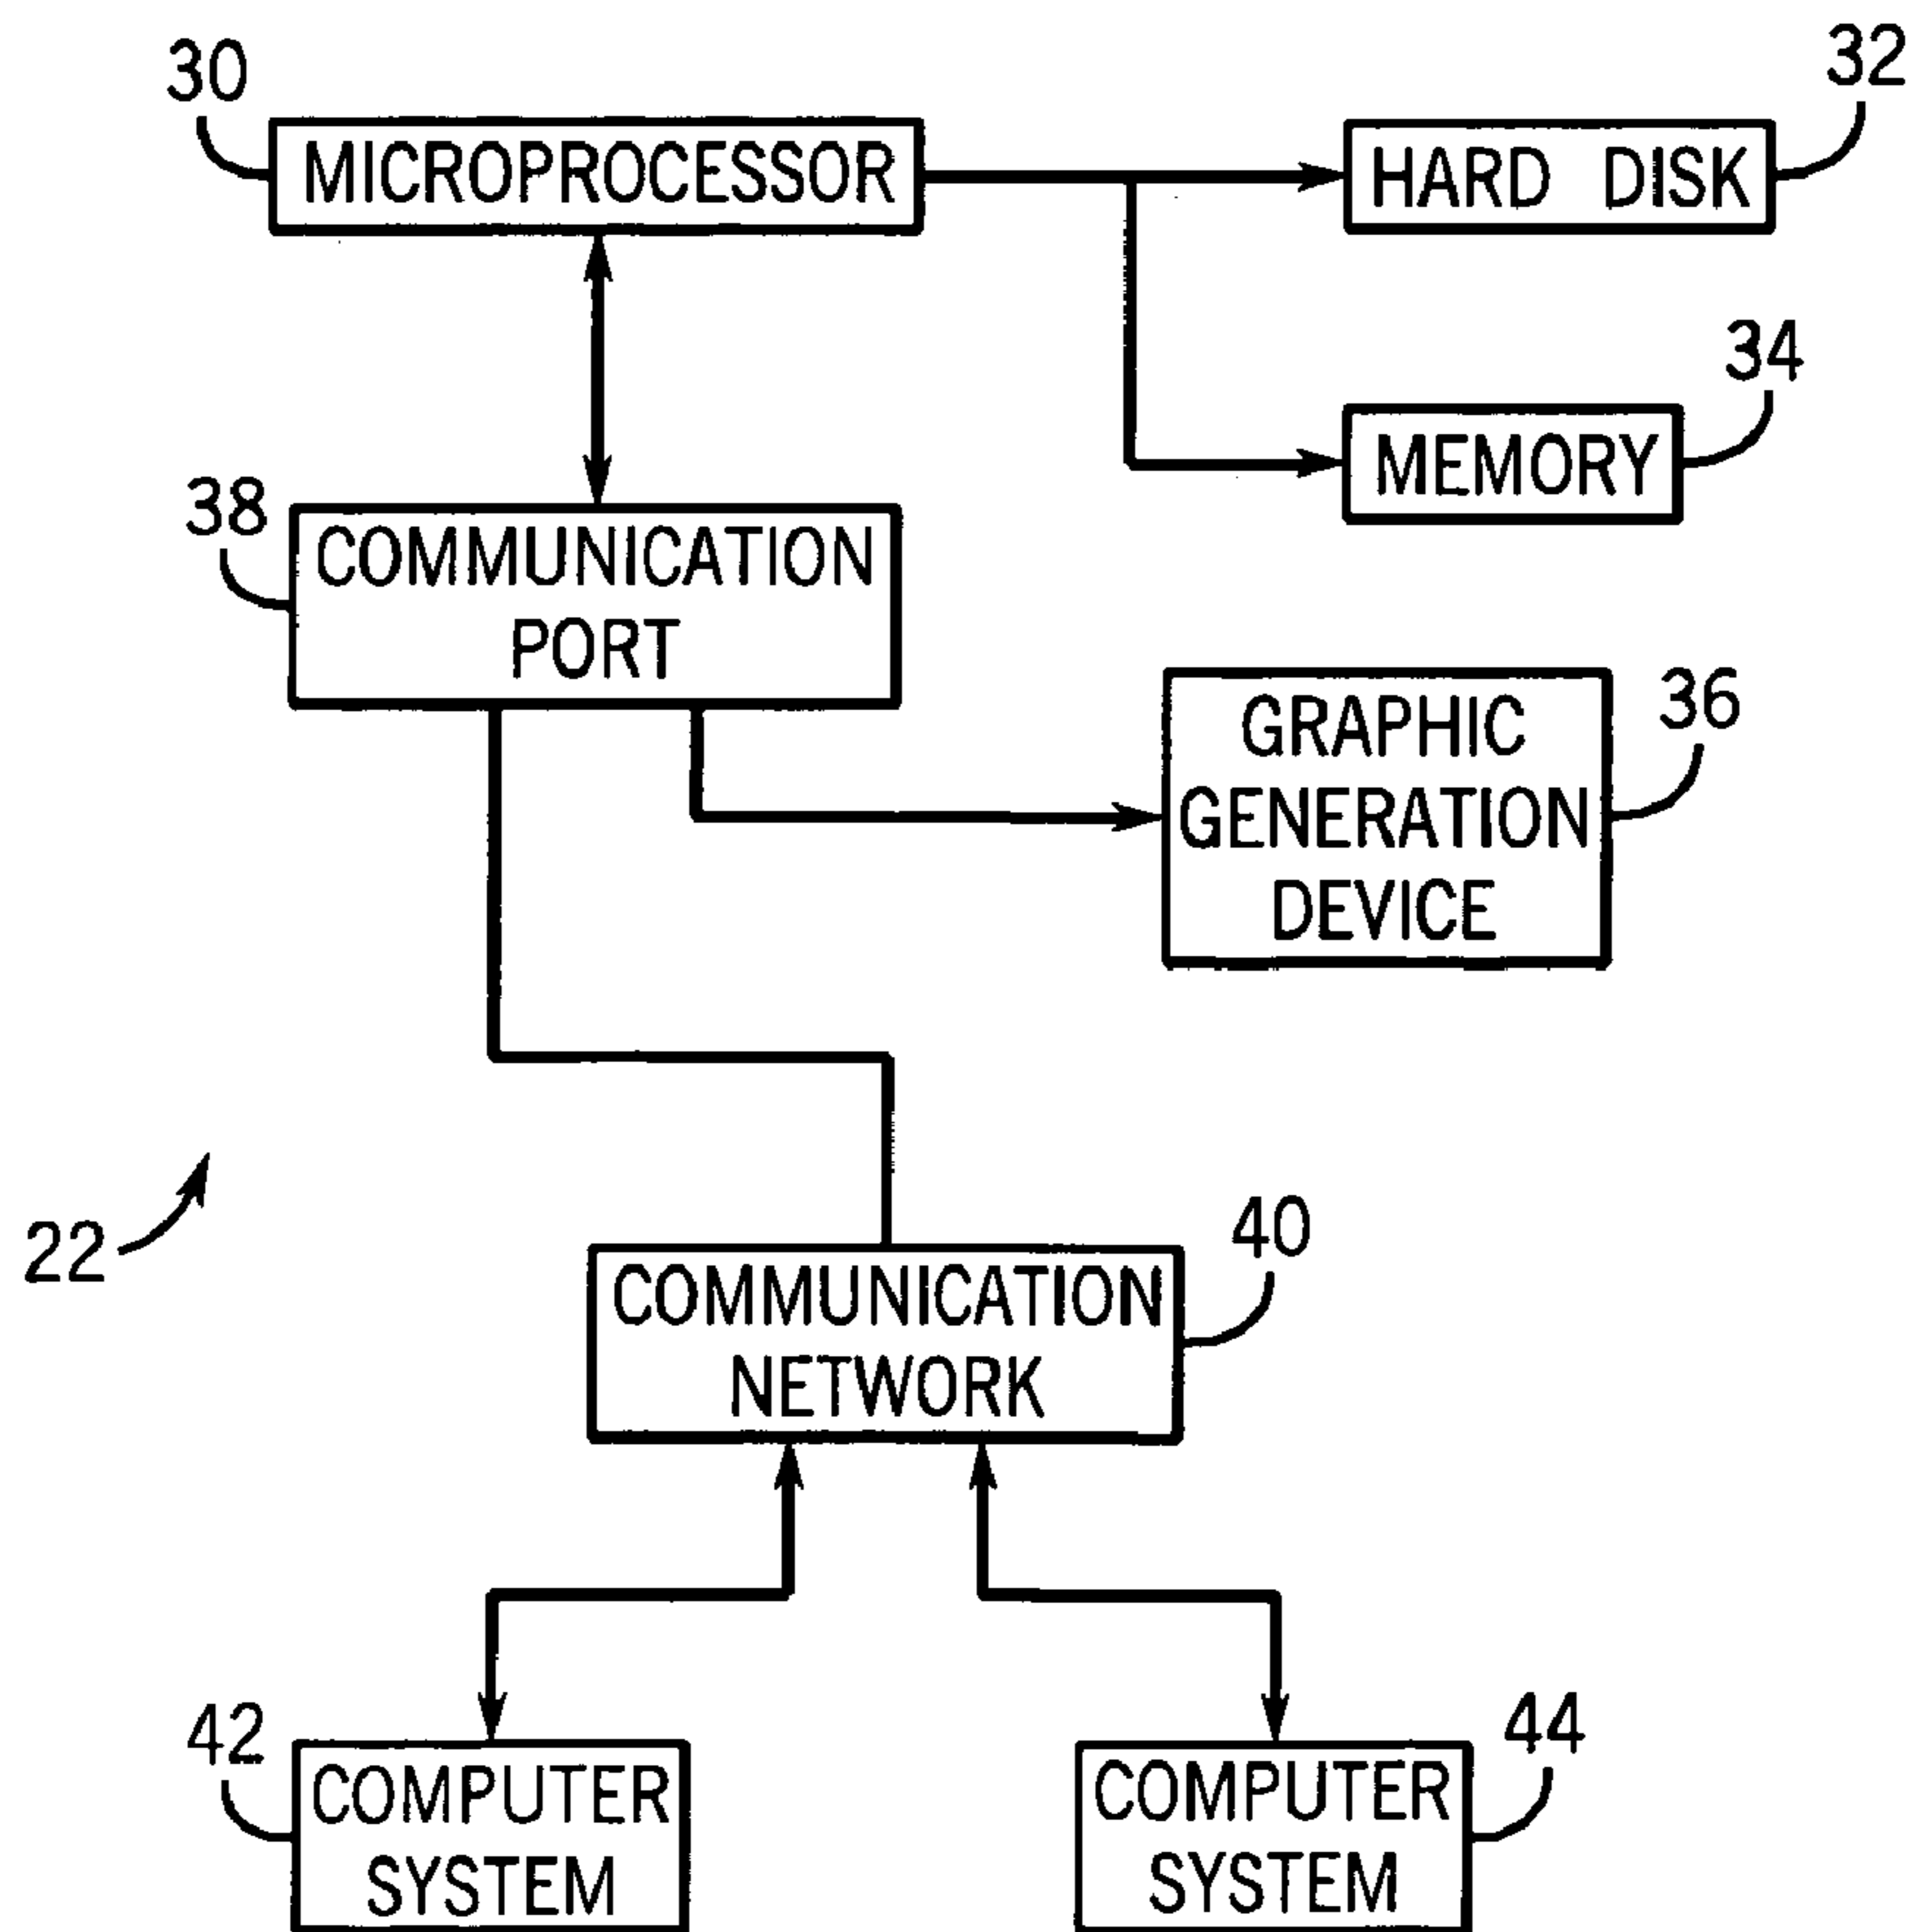 30
32
MICROPROCESSOR
HARD DISK
34
MEMORY
38
COMMUNICATION
PORT
36
GRAPHIC
GENERATION
DEVICE
22
40
COMMUNICATION
NETWORK
42
COMPUTER
SYSTEM
44
COMPUTER
SYSTEM